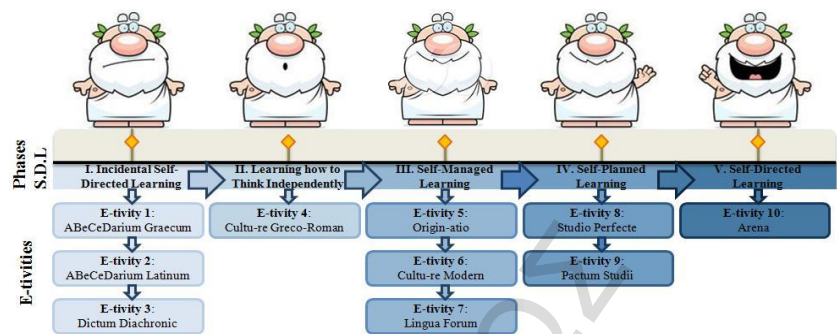 Phases
S.D.L
I. Incidental Self-
Directed Learning
II. Learning how to
Think Independently
III. Self-Managed
Learning
IV. Self-Planned
Learning
V. Self-Directed
Learning
E-tivities
E-tivity 1:
ABeCeDarium Graecum
E-tivity 2:
ABeCeDarium Latinum
E-tivity 3:
Dictum Diachronic
E-tivity 4:
Cultu-re Greco-Roman
E-tivity 5:
Origin-atio
E-tivity 6:
Cultu-re Modern
E-tivity 7:
Lingua Forum
E-tivity 8:
Studio Perfecte
E-tivity 9:
Pactum Studii
E-tivity 10:
Arena